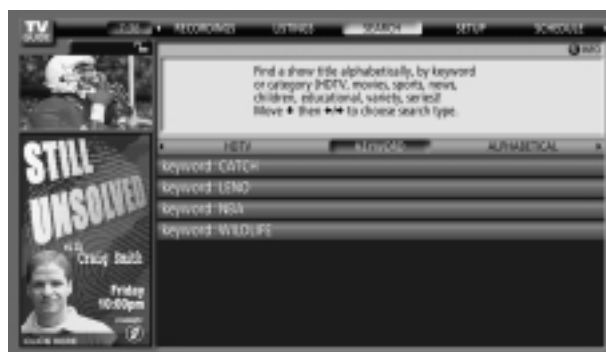 TV
GUIDE
RECORDINGS LISTINGS SEARCH SETUP SCHEDULE
INFO
Find a show title alphabetically, by keyword
or category (HDTV, movies, sports, news,
children, educational, variety, series)!
Move then to choose search type.
HDTV KEYWORD ALPHABETICAL
keyword: CATCH
keyword: LENO
keyword: NBA
keyword: WILDLIFE
STILL
UNSOLVED
with
Craig Smith
Friday
10:00pm